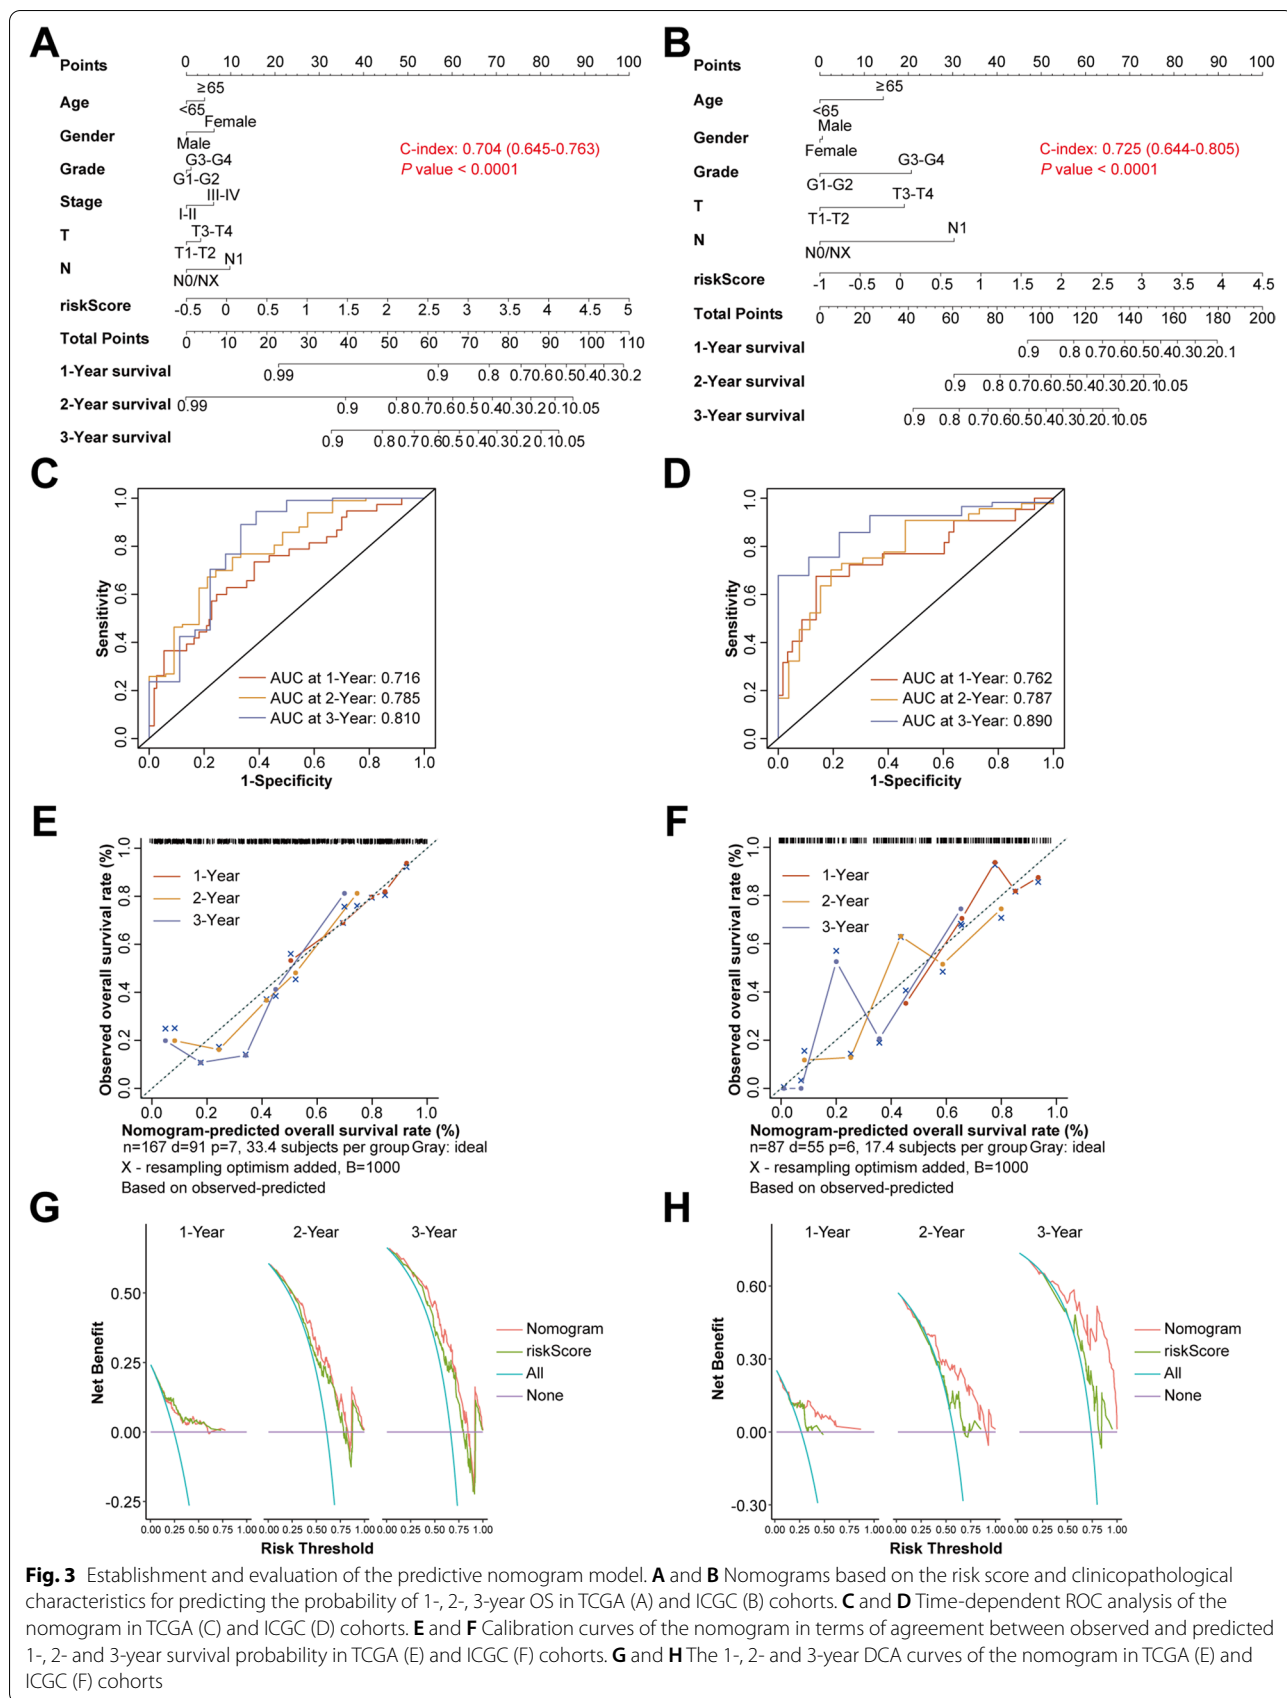 A
Points 0 10 20 30 40 50 60 70 80 90 100
≥65
Age
<65
Female
Gender
Male
G3-G4
Grade
G1-G2
III-IV
Stage
I-II
T3-T4
T
T1-T2
N1
N
N0/NX
C-index: 0.704 (0.645-0.763)
P value < 0.0001
riskScore
-0.5 0 0.5 1 1.5 2 2.5 3 3.5 4 4.5 5
Total Points
0 10 20 30 40 50 60 70 80 90 100 110
1-Year survival
0.99 0.9 0.8 0.7 0.6 0.5 0.4 0.3 0.2
2-Year survival
0.99 0.9 0.8 0.7 0.6 0.5 0.4 0.3 0.2 0.1 0.05
3-Year survival
0.9 0.8 0.7 0.6 0.5 0.4 0.3 0.2 0.1 0.05
B
Points 0 10 20 30 40 50 60 70 80 90 100
≥65
Age
<65
Male
Gender
Female
G3-G4
Grade
G1-G2
T3-T4
T
T1-T2
N1
N
N0/NX
C-index: 0.725 (0.644-0.805)
P value < 0.0001
riskScore
-1 -0.5 0 0.5 1 1.5 2 2.5 3 3.5 4 4.5
Total Points
0 20 40 60 80 100 120 140 160 180 200
1-Year survival
0.9 0.8 0.7 0.6 0.5 0.4 0.3 0.2 0.1
2-Year survival
0.9 0.8 0.7 0.6 0.5 0.4 0.3 0.2 0.1 0.05
3-Year survival
0.9 0.8 0.7 0.6 0.5 0.4 0.3 0.2 0.1 0.05
C
Sensitivity
0.0 0.2 0.4 0.6 0.8 1.0
AUC at 1-Year: 0.716
AUC at 2-Year: 0.785
AUC at 3-Year: 0.810
0.0 0.2 0.4 0.6 0.8 1.0
1-Specificity
D
Sensitivity
0.0 0.2 0.4 0.6 0.8 1.0
AUC at 1-Year: 0.762
AUC at 2-Year: 0.787
AUC at 3-Year: 0.890
0.0 0.2 0.4 0.6 0.8 1.0
1-Specificity
E
Observed overall survival rate (%)
0.0 0.2 0.4 0.6 0.8 1.0
1-Year
2-Year
3-Year
0.0 0.2 0.4 0.6 0.8 1.0
Nomogram-predicted overall survival rate (%)
n=167 d=91 p=7, 33.4 subjects per group Gray: ideal
X - resampling optimism added, B=1000
Based on observed-predicted
F
Observed overall survival rate (%)
0.0 0.2 0.4 0.6 0.8 1.0
1-Year
2-Year
3-Year
0.0 0.2 0.4 0.6 0.8 1.0
Nomogram-predicted overall survival rate (%)
n=87 d=55 p=6, 17.4 subjects per group Gray: ideal
X - resampling optimism added, B=1000
Based on observed-predicted
G
1-Year 2-Year 3-Year
Net Benefit
0.50
0.25
0.00
-0.25
Nomogram
riskScore
All
None
0.00 0.25 0.50 0.75 1.00 0.00 0.25 0.50 0.75 1.00 0.00 0.25 0.50 0.75 1.00
Risk Threshold
H
1-Year 2-Year 3-Year
Net Benefit
0.60
0.30
0.00
-0.30
Nomogram
riskScore
All
None
0.00 0.25 0.50 0.75 1.00 0.00 0.25 0.50 0.75 1.00 0.00 0.25 0.50 0.75 1.00
Risk Threshold
Fig. 3 Establishment and evaluation of the predictive nomogram model. A and B Nomograms based on the risk score and clinicopathological
characteristics for predicting the probability of 1-, 2-, 3-year OS in TCGA (A) and ICGC (B) cohorts. C and D Time-dependent ROC analysis of the
nomogram in TCGA (C) and ICGC (D) cohorts. E and F Calibration curves of the nomogram in terms of agreement between observed and predicted
1-, 2- and 3-year survival probability in TCGA (E) and ICGC (F) cohorts. G and H The 1-, 2- and 3-year DCA curves of the nomogram in TCGA (E) and
ICGC (F) cohorts